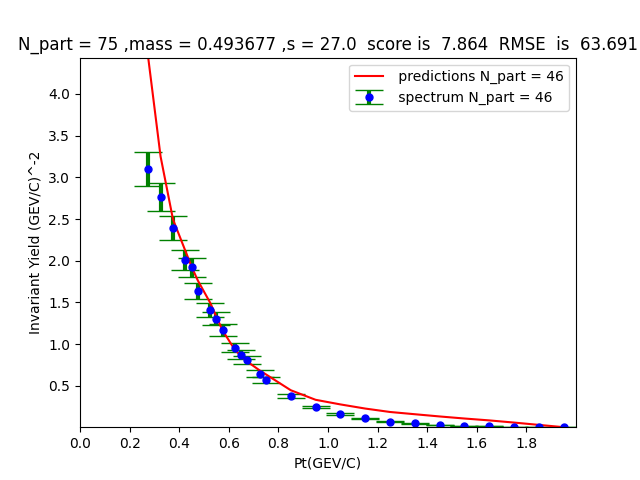 N_part = 75 ,mass = 0.493677 ,s = 27.0  score is  7.864  RMSE  is  63.691
predictions N_part = 46
spectrum N_part = 46
Invariant Yield (GEV/C)^-2
4.0
3.5
3.0
2.5
2.0
1.5
1.0
0.5
0.0 0.2 0.4 0.6 0.8 1.0 1.2 1.4 1.6 1.8
Pt(GEV/C)